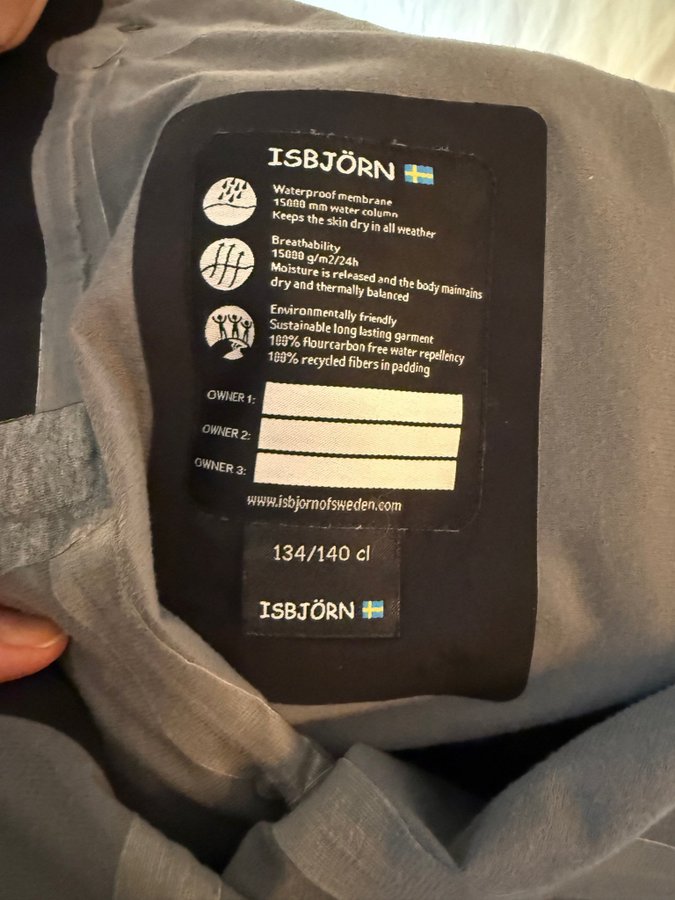 ISBJÖRN
Waterproof membrane
15000 mm water column
Keeps the skin dry in all weather
Breathability
15000 g/m2/24h
Moisture is released and the body maintains
dry and thermally balanced
Environmentally friendly
Sustainable long lasting garment
100% flourcarbon free water repellency
100% recycled fibers in padding
OWNER 1:
OWNER 2:
OWNER 3:
www.isbjornofsweden.com
134/140 cl
ISBJÖRN